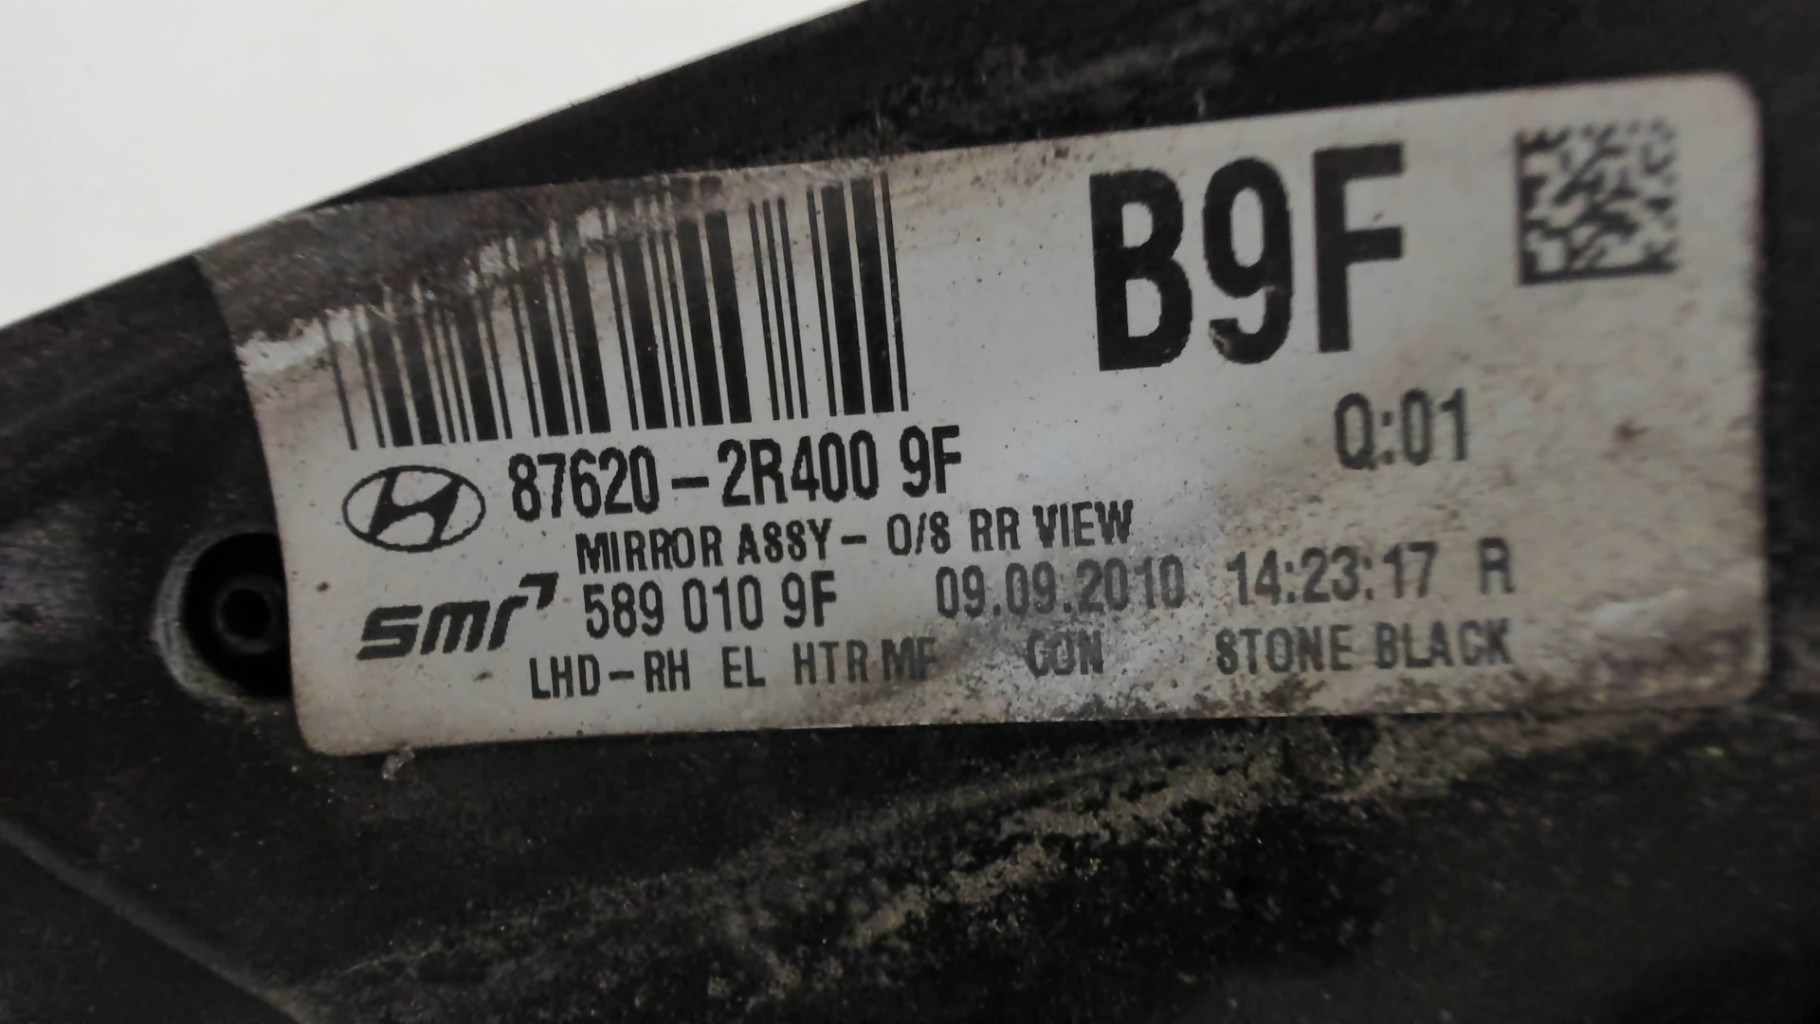 B9F
Q:01
87620-2R400 9F
MIRROR ASSY- O/S RR VIEW
smr 589 010 9F 09.09.2010 14:23:17 R
LHD-RH EL HTR MF CON STONE BLACK